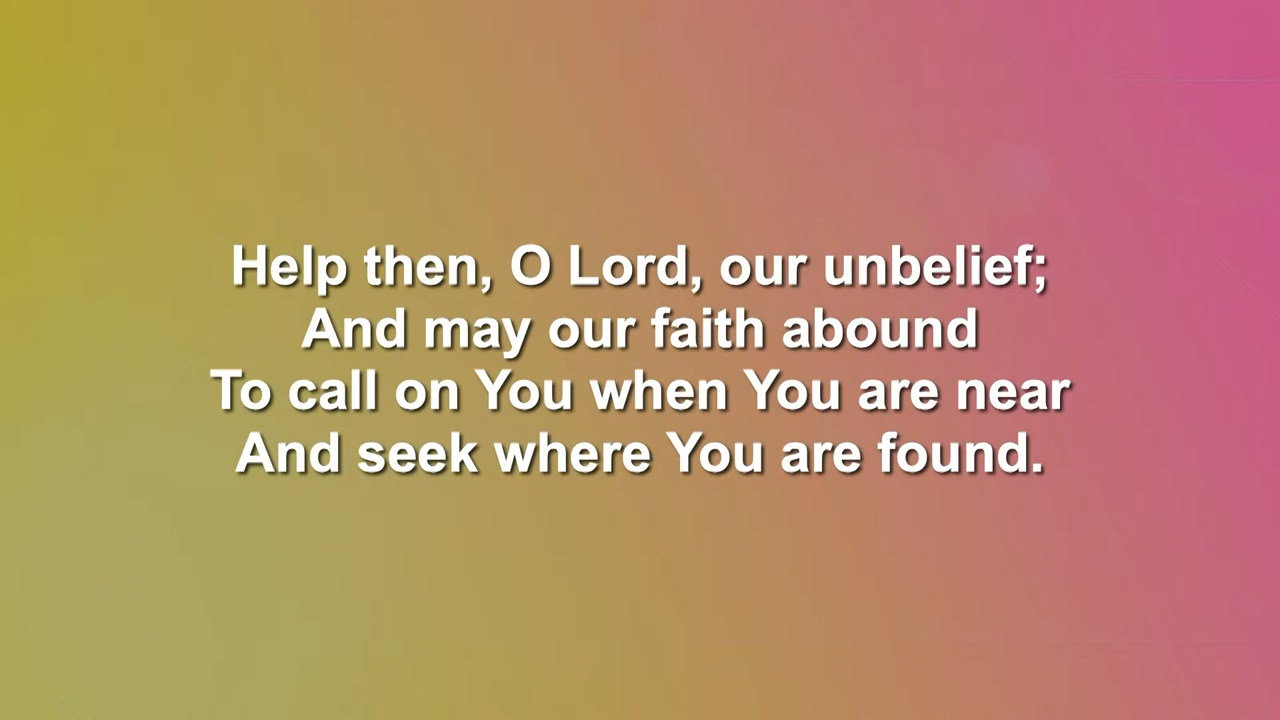 Help then, O Lord, our unbelief;
And may our faith abound
To call on You when You are near
And seek where You are found.